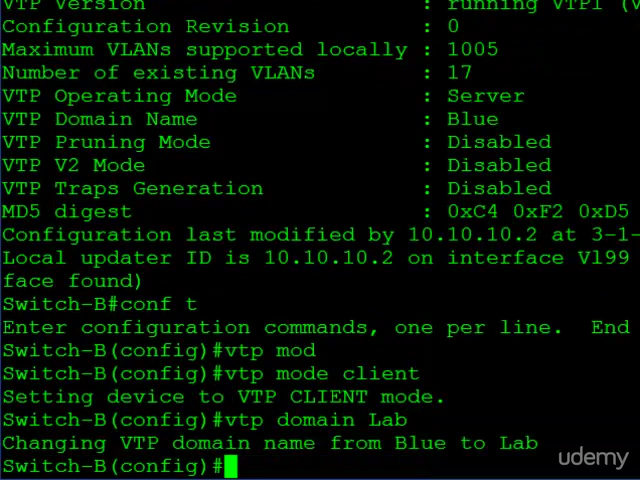 VTP Version : running VTP1 (V
Configuration Revision : 0
Maximum VLANs supported locally : 1005
Number of existing VLANs : 17
VTP Operating Mode : Server
VTP Domain Name : Blue
VTP Pruning Mode : Disabled
VTP V2 Mode : Disabled
VTP Traps Generation : Disabled
MD5 digest : 0xC4 0xF2 0xD5
Configuration last modified by 10.10.10.2 at 3-1-
Local updater ID is 10.10.10.2 on interface Vl99
face found)
Switch-B#conf t
Enter configuration commands, one per line.  End
Switch-B(config)#vtp mod
Switch-B(config)#vtp mode client
Setting device to VTP CLIENT mode.
Switch-B(config)#vtp domain Lab
Changing VTP domain name from Blue to Lab
Switch-B(config)#
udemy